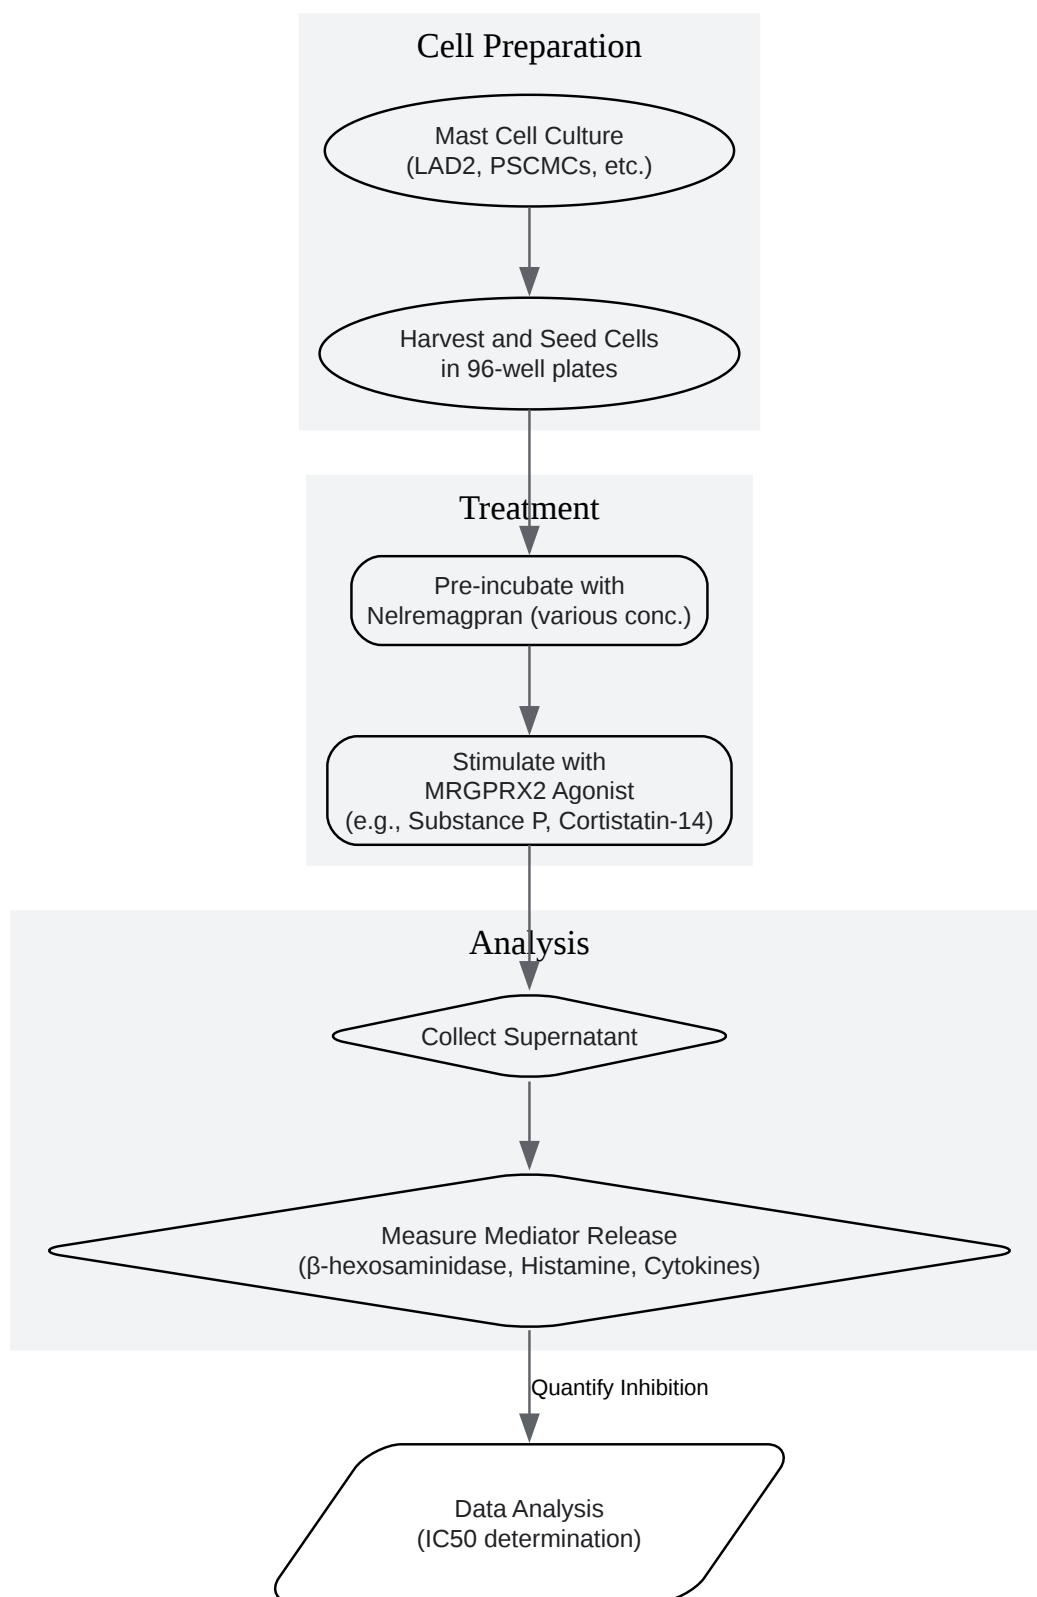 Cell Preparation
Mast Cell Culture
(LAD2, PSCMCs, etc.)
Harvest and Seed Cells
in 96-well plates
Treatment
Pre-incubate with
Nelremagpran (various conc.)
Stimulate with
MRGPRX2 Agonist
(e.g., Substance P, Cortistatin-14)
Analysis
Collect Supernatant
Measure Mediator Release
(β-hexosaminidase, Histamine, Cytokines)
Quantify Inhibition
Data Analysis
(IC50 determination)